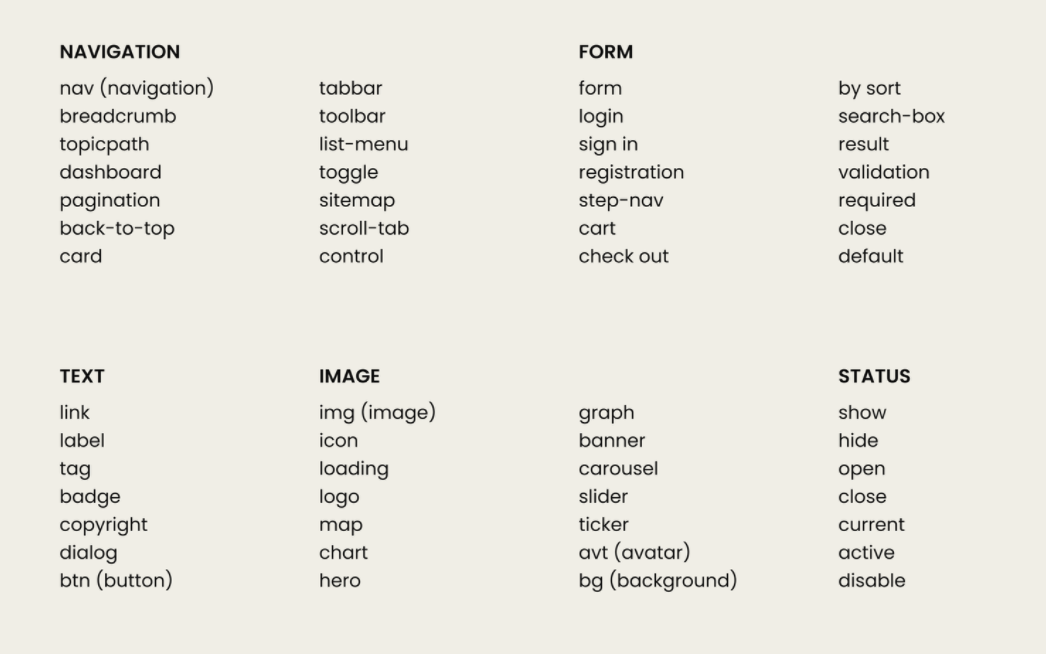 NAVIGATION
nav (navigation)
breadcrumb
topicpath
dashboard
pagination
back-to-top
card
tabbar
toolbar
list-menu
toggle
sitemap
scroll-tab
control
FORM
form
login
sign in
registration
step-nav
cart
check out
by sort
search-box
result
validation
required
close
default
TEXT
link
label
tag
badge
copyright
dialog
btn (button)
IMAGE
img (image)
icon
loading
logo
map
chart
hero
graph
banner
carousel
slider
ticker
avt (avatar)
bg (background)
STATUS
show
hide
open
close
current
active
disable